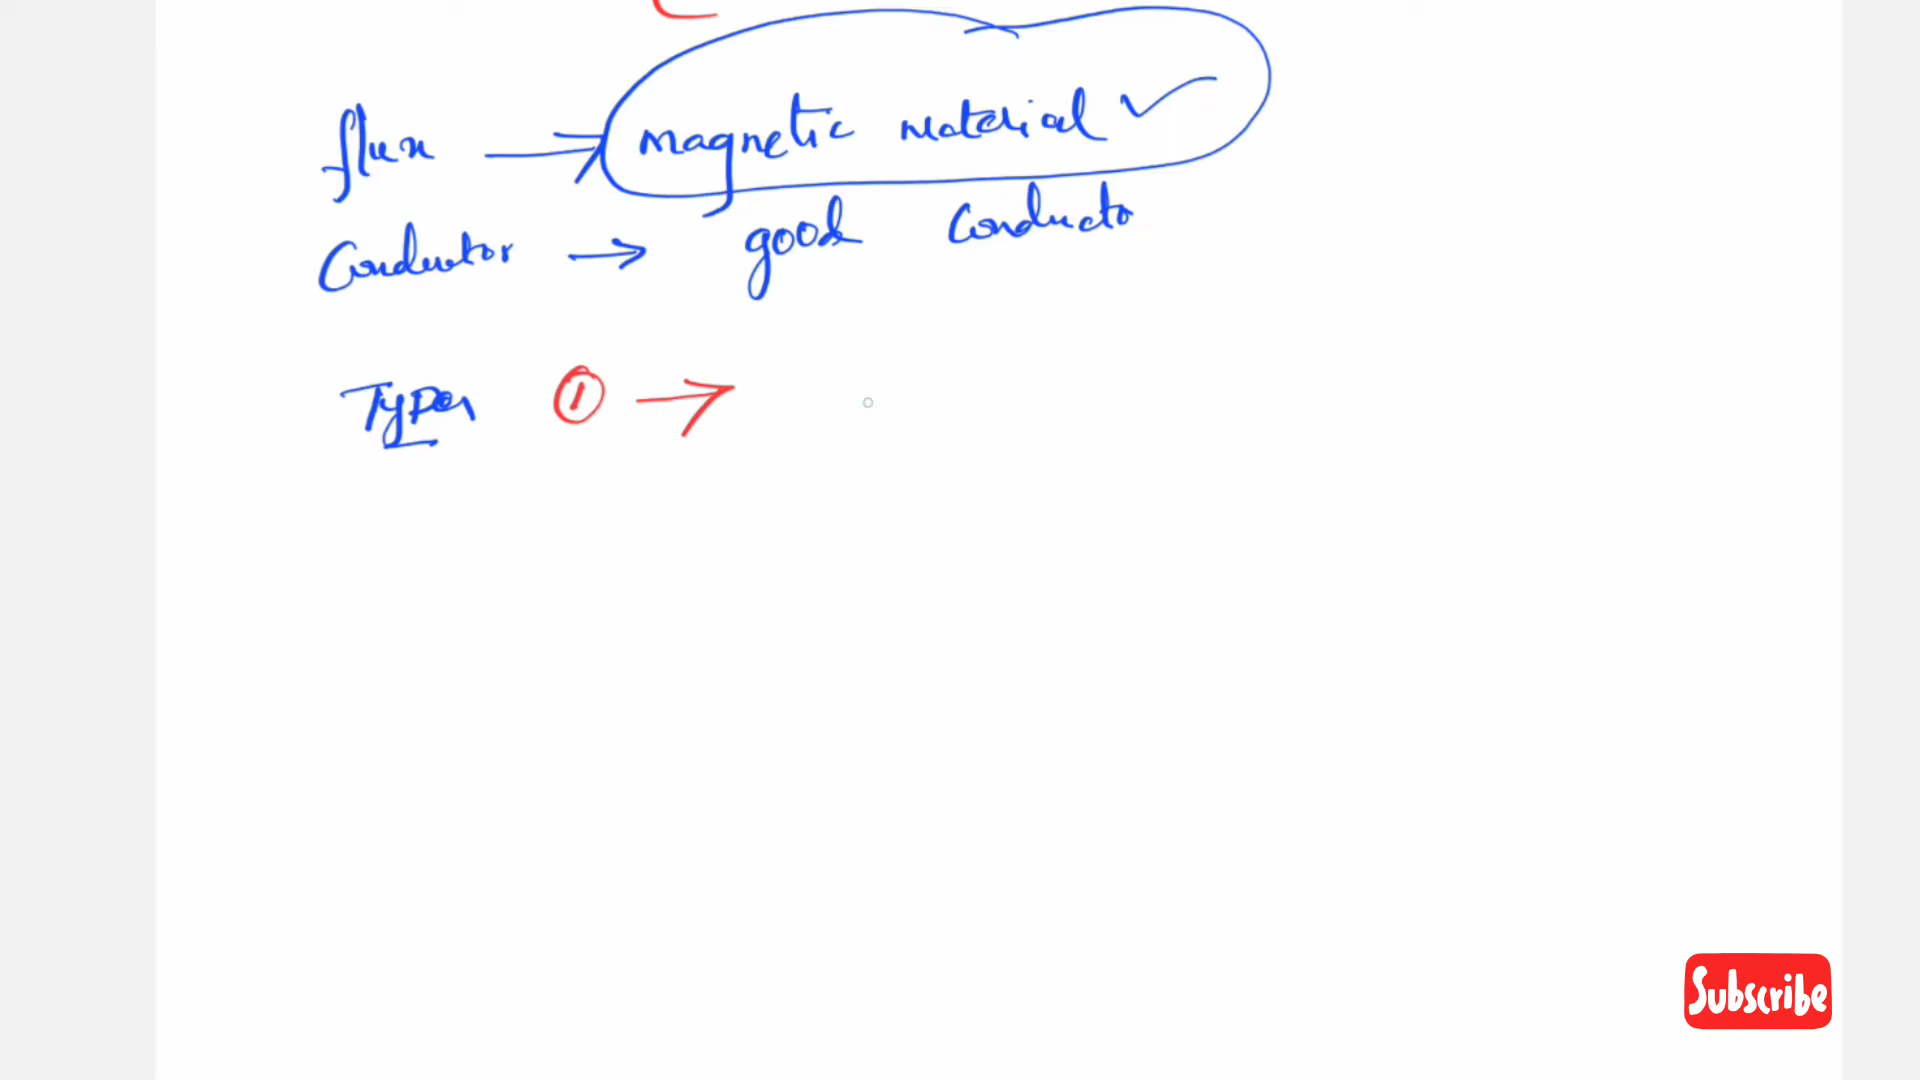 flux → magnetic material ✓
Conductor → good Conducto
Types ① →
Subscribe